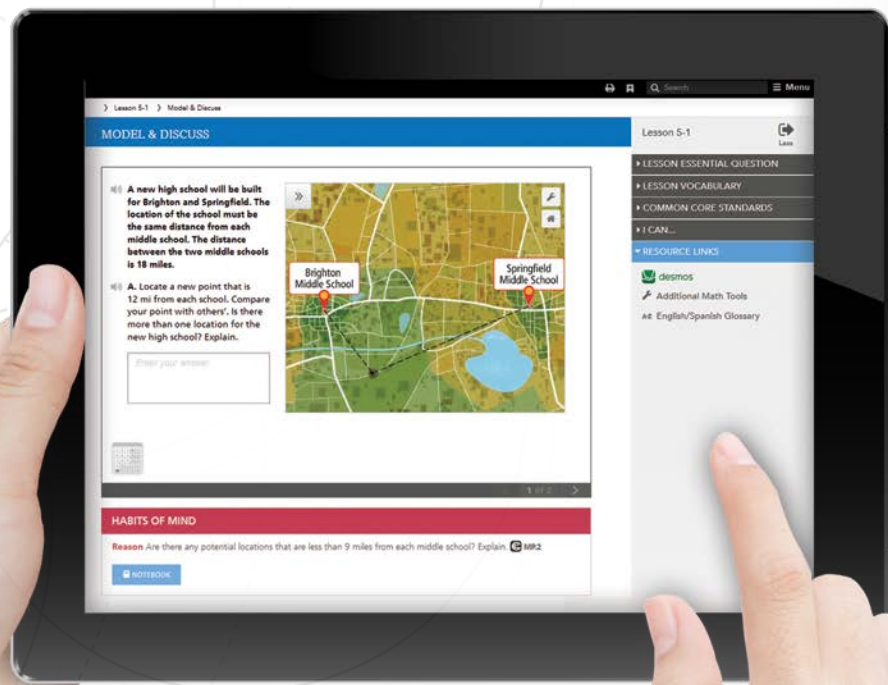 Search
Menu
Lesson 5-1
Model & Discuss
MODEL & DISCUSS
A new high school will be built
for Brighton and Springfield. The
location of the school must be
the same distance from each
middle school. The distance
between the two middle schools
is 18 miles.
A. Locate a new point that is
12 mi from each school. Compare
your point with others'. Is there
more than one location for the
new high school? Explain.
Enter your answer.
Brighton
Middle School
Springfield
Middle School
1 of 2
HABITS OF MIND
Reason Are there any potential locations that are less than 9 miles from each middle school? Explain. MP.2
NOTEBOOK
Lesson 5-1
Less
LESSON ESSENTIAL QUESTION
LESSON VOCABULARY
COMMON CORE STANDARDS
I CAN...
RESOURCE LINKS
desmos
Additional Math Tools
English/Spanish Glossary